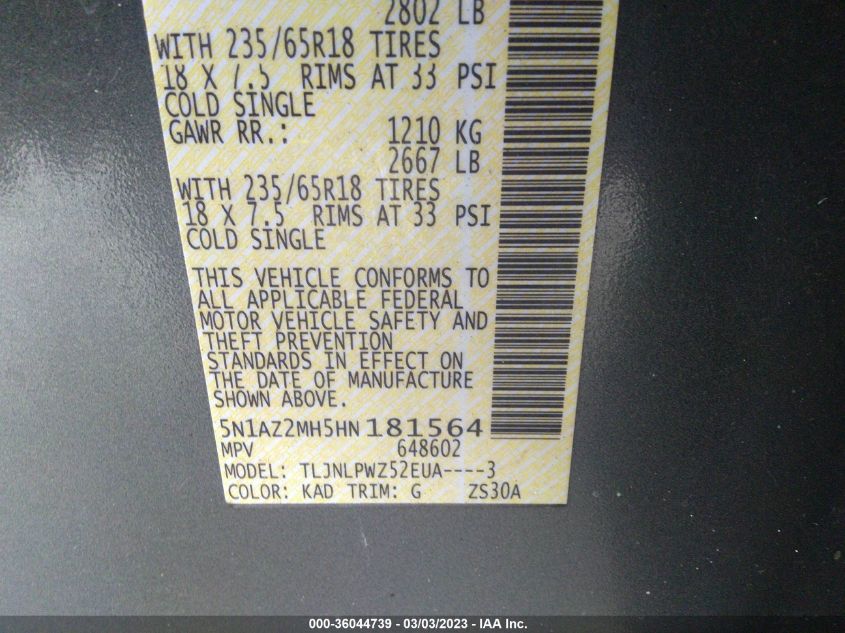 2802 LB
WITH 235/65R18 TIRES
18 X 7.5 RIMS AT 33 PSI
COLD SINGLE
GAWR RR.: 1210 KG
2667 LB
WITH 235/65R18 TIRES
18 X 7.5 RIMS AT 33 PSI
COLD SINGLE
THIS VEHICLE CONFORMS TO
ALL APPLICABLE FEDERAL
MOTOR VEHICLE SAFETY AND
THEFT PREVENTION
STANDARDS IN EFFECT ON
THE DATE OF MANUFACTURE
SHOWN ABOVE.
5N1AZ2MH5HN181564
MPV 648602
MODEL: TLJNLPWZ52EUA----3
COLOR: KAD TRIM: G ZS30A
000-36044739 - 03/03/2023 - IAA Inc.